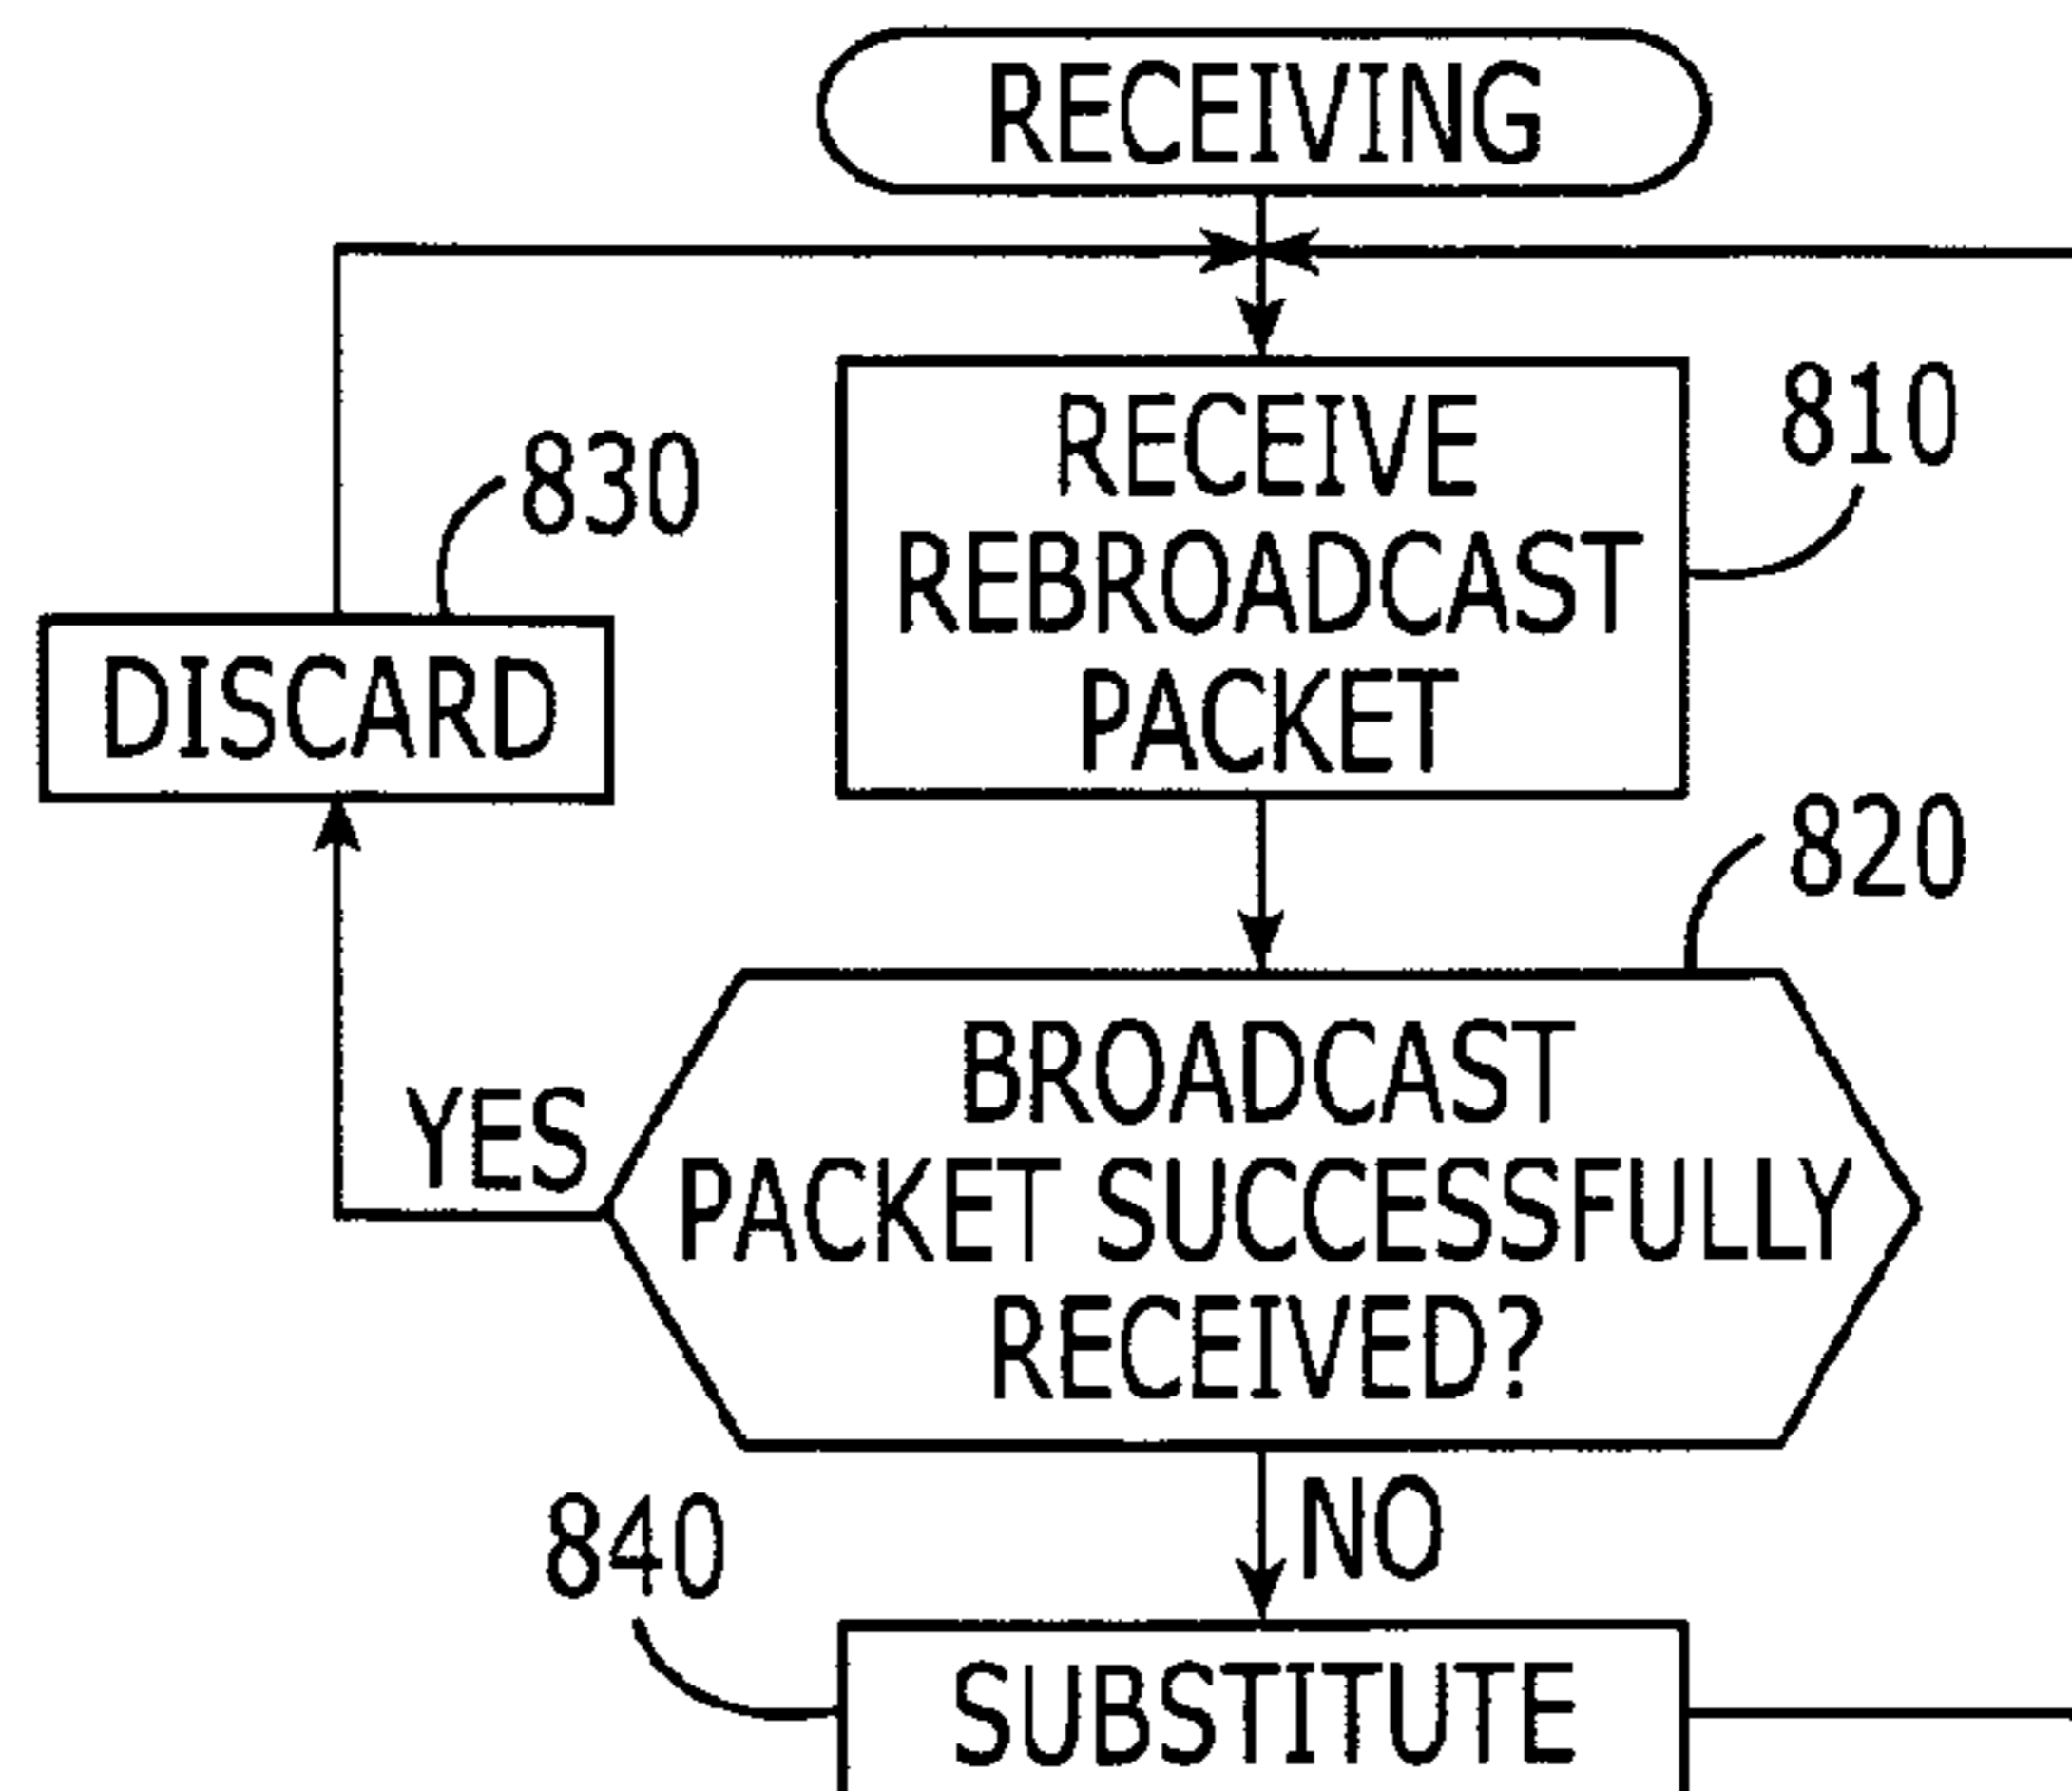 RECEIVING
RECEIVE
REBROADCAST
PACKET
810
830
DISCARD
820
BROADCAST
PACKET SUCCESSFULLY
RECEIVED?
YES
NO
840
SUBSTITUTE